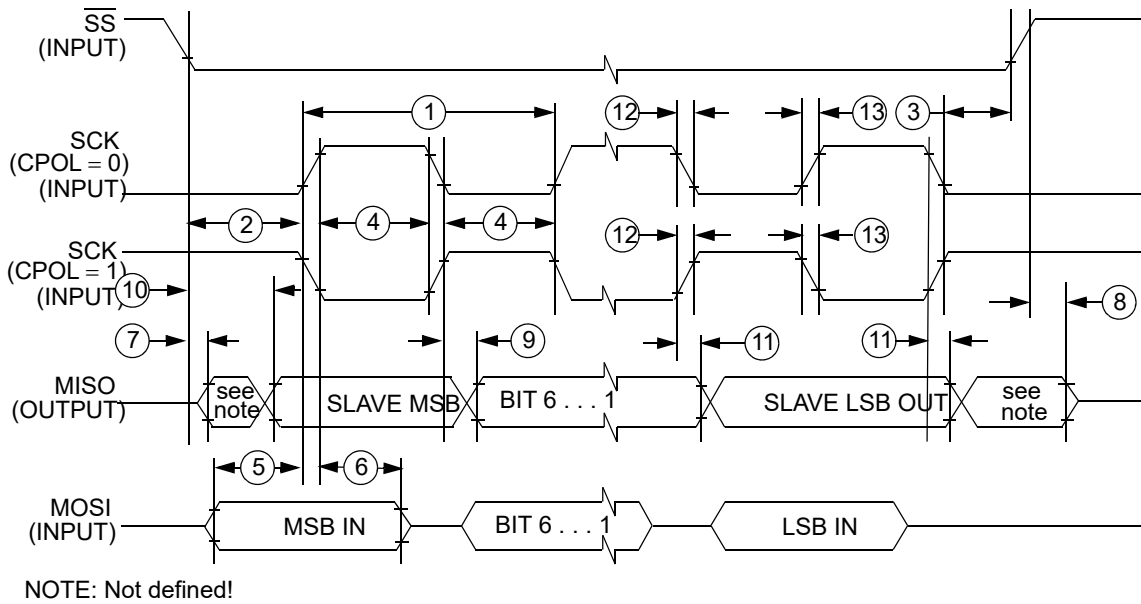 SS
(INPUT)
1
12
13
3
SCK
(CPOL = 0)
(INPUT)
2
4
4
SCK
(CPOL = 1)
(INPUT)
12
13
10
8
7
9
11
11
MISO
(OUTPUT)
see
note
SLAVE MSB
BIT 6 . . . 1
SLAVE LSB OUT
see
note
5
6
MOSI
(INPUT)
MSB IN
BIT 6 . . . 1
LSB IN
NOTE: Not defined!